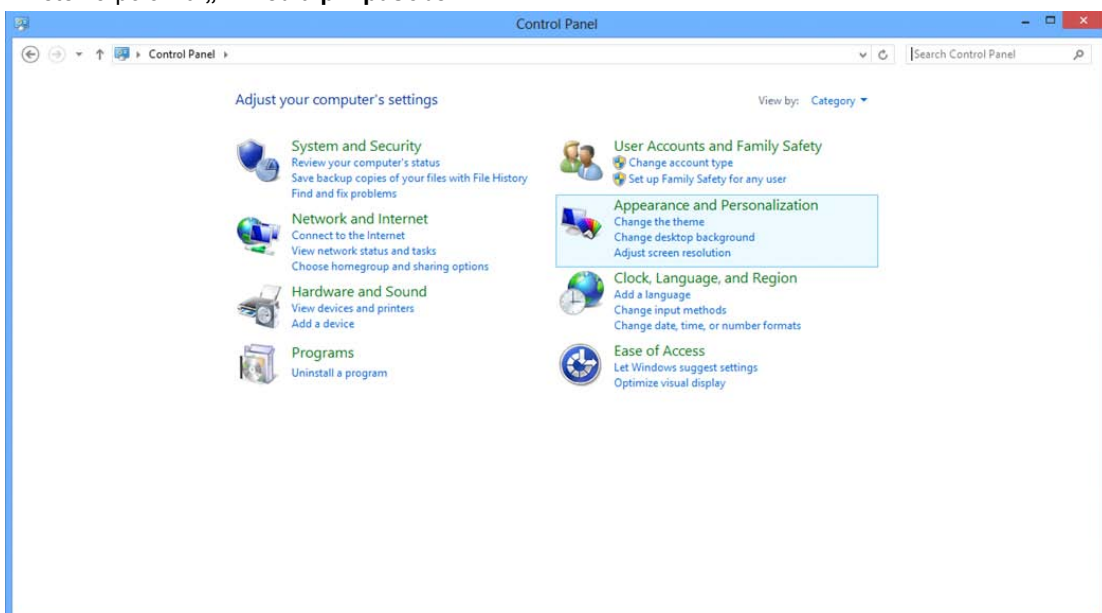 Control Panel
Control Panel
Search Control Panel
Adjust your computer's settings
View by: Category
System and Security
Review your computer's status
Save backup copies of your files with File History
Find and fix problems
Network and Internet
Connect to the Internet
View network status and tasks
Choose homegroup and sharing options
Hardware and Sound
View devices and printers
Add a device
Programs
Uninstall a program
User Accounts and Family Safety
Change account type
Set up Family Safety for any user
Appearance and Personalization
Change the theme
Change desktop background
Adjust screen resolution
Clock, Language, and Region
Add a language
Change input methods
Change date, time, or number formats
Ease of Access
Let Windows suggest settings
Optimize visual display